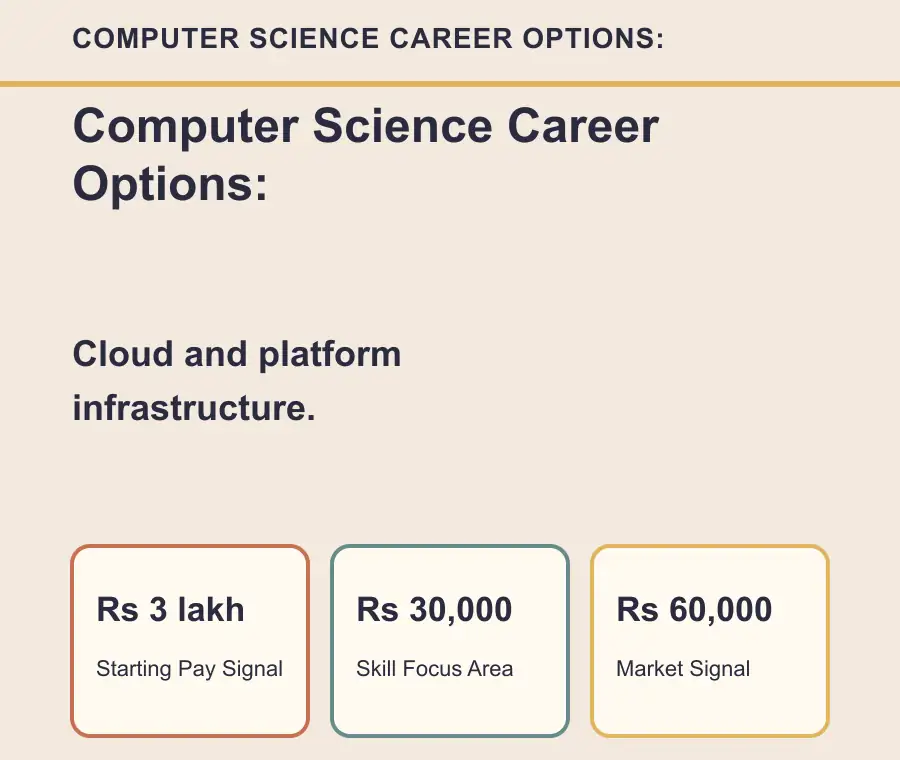 COMPUTER SCIENCE CAREER OPTIONS:
Computer Science Career
Options:
Cloud and platform
infrastructure.
Rs 3 lakh
Starting Pay Signal
Rs 30,000
Skill Focus Area
Rs 60,000
Market Signal